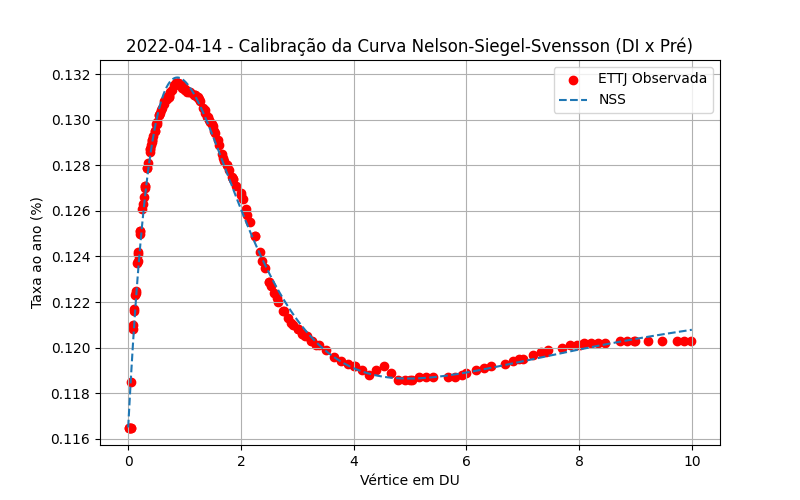 2022-04-14 - Calibração da Curva Nelson-Siegel-Svensson (DI x Pré)
ETTJ Observada
NSS
Taxa ao ano (%)
0.132
0.130
0.128
0.126
0.124
0.122
0.120
0.118
0.116
0 2 4 6 8 10
Vértice em DU